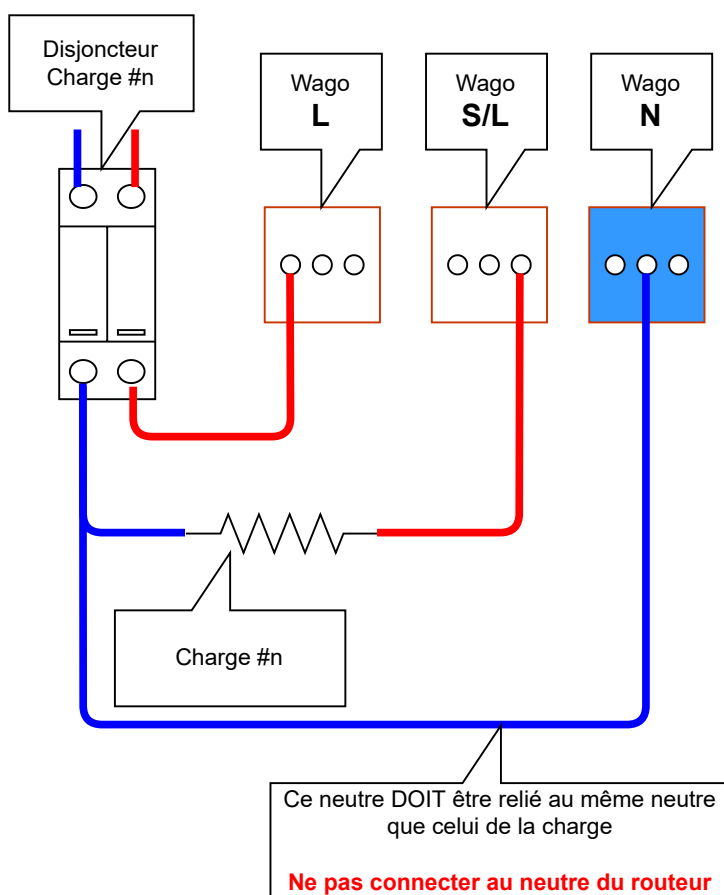 Disjoncteur
Charge #n
Wago
L
Wago
S/L
Wago
N
Charge #n
Ce neutre DOIT être relié au même neutre
que celui de la charge
Ne pas connecter au neutre du routeur